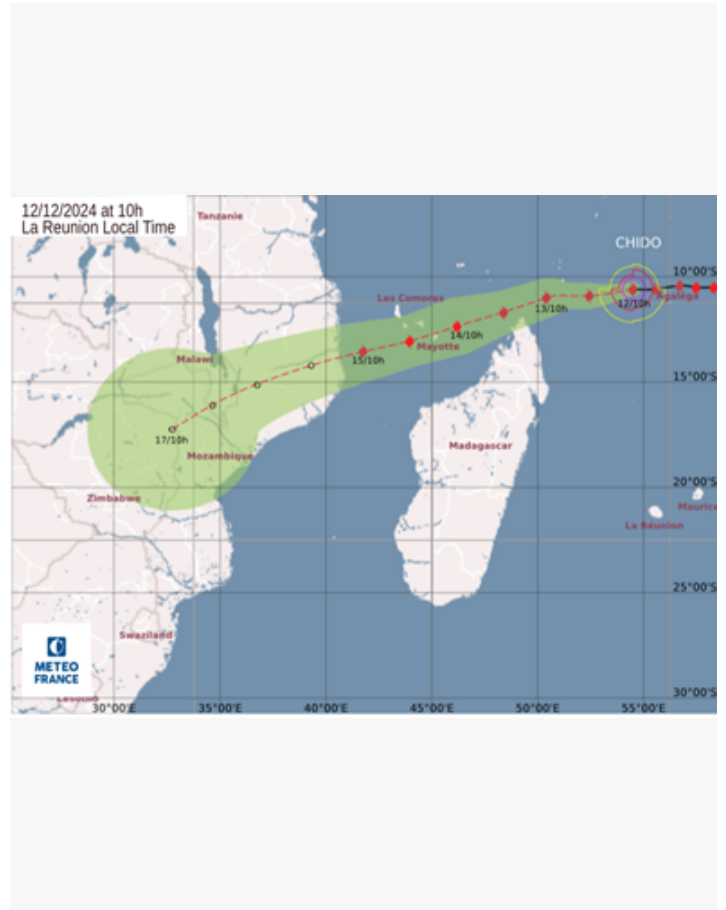 12/12/2024 at 10h
La Reunion Local Time
Tanzanie
CHIDO
10°00'S
Agalega
12/10h
Les Comores
13/10h
14/10h
Mayotte
15/10h
Malawi
15°00'S
17/10h
Madagascar
Mozambique
20°00'S
Zimbabwe
Maurice
La Réunion
25°00'S
Swaziland
METEO
FRANCE
Lesotho
30°00'S
30°00'E
35°00'E
40°00'E
45°00'E
50°00'E
55°00'E